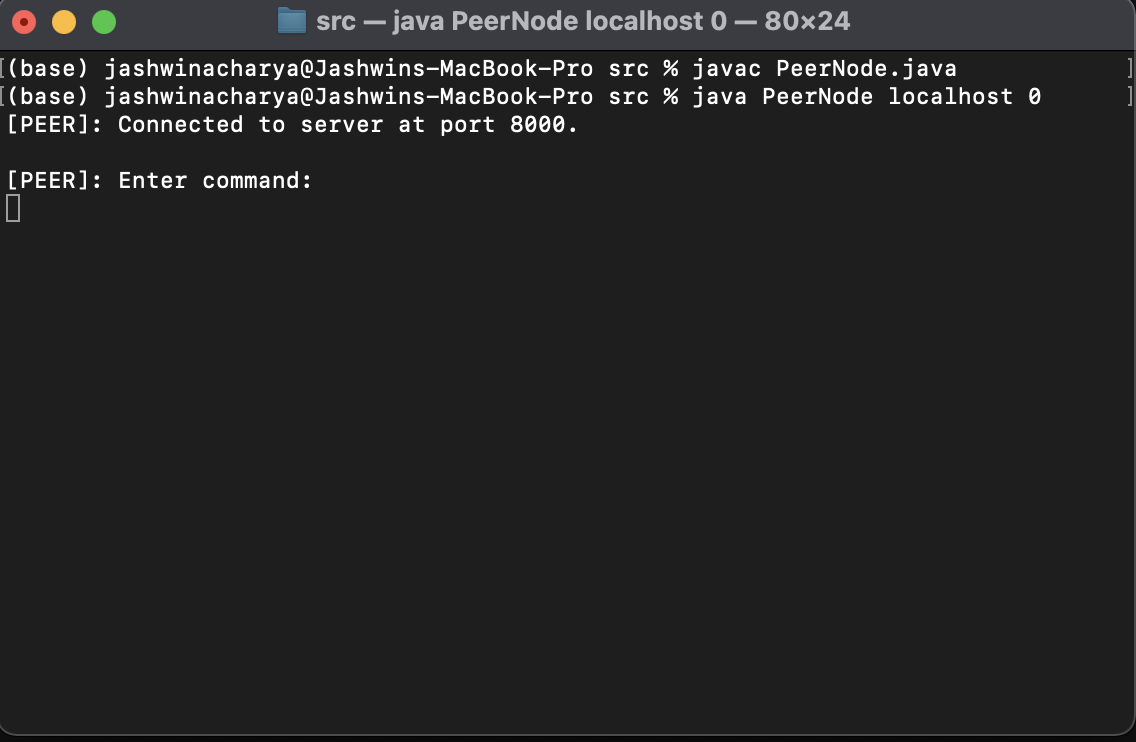 src — java PeerNode localhost 0 — 80×24
[(base) jashwinacharya@Jashwins-MacBook-Pro src % javac PeerNode.java ]
[(base) jashwinacharya@Jashwins-MacBook-Pro src % java PeerNode localhost 0 ]
[PEER]: Connected to server at port 8000.
[PEER]: Enter command: